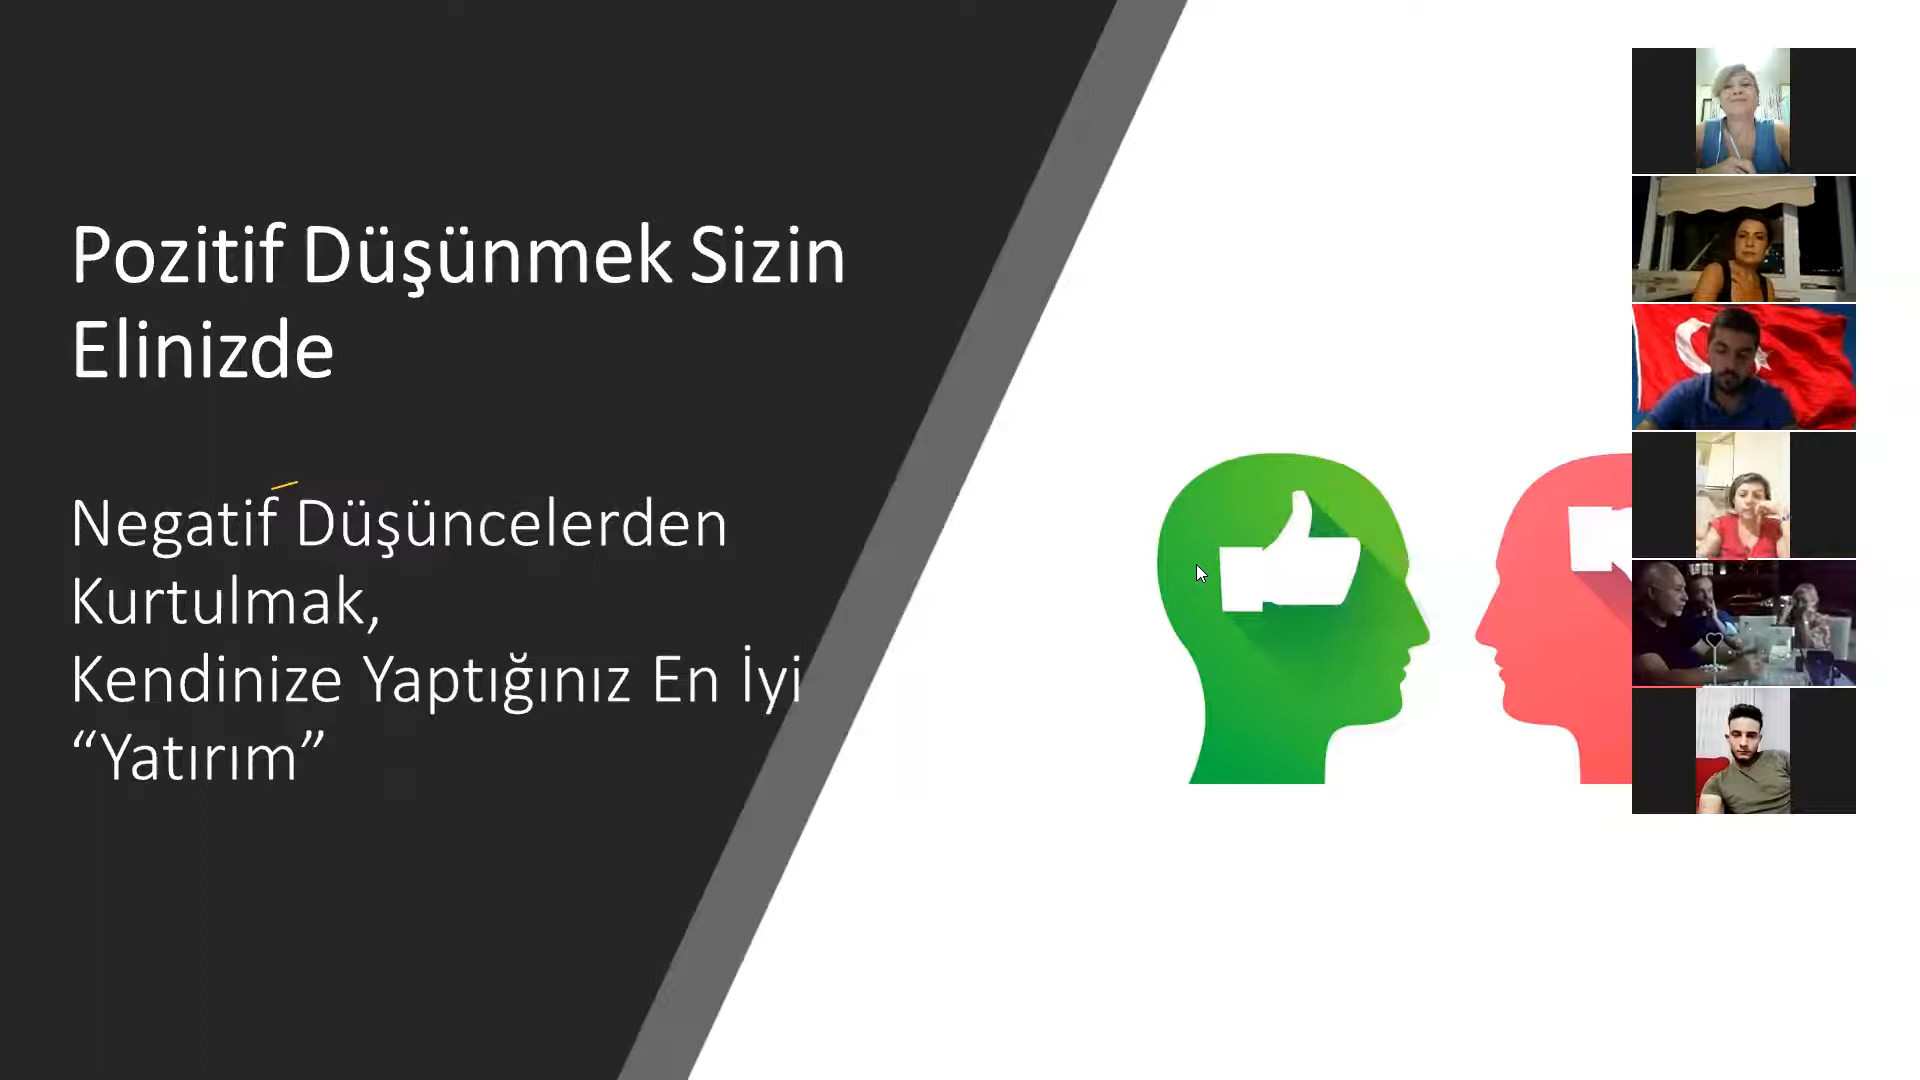 Pozitif Düşünmek Sizin
Elinizde
Negatif Düşüncelerden
Kurtulmak,
Kendinize Yaptığınız En İyi
“Yatırım”